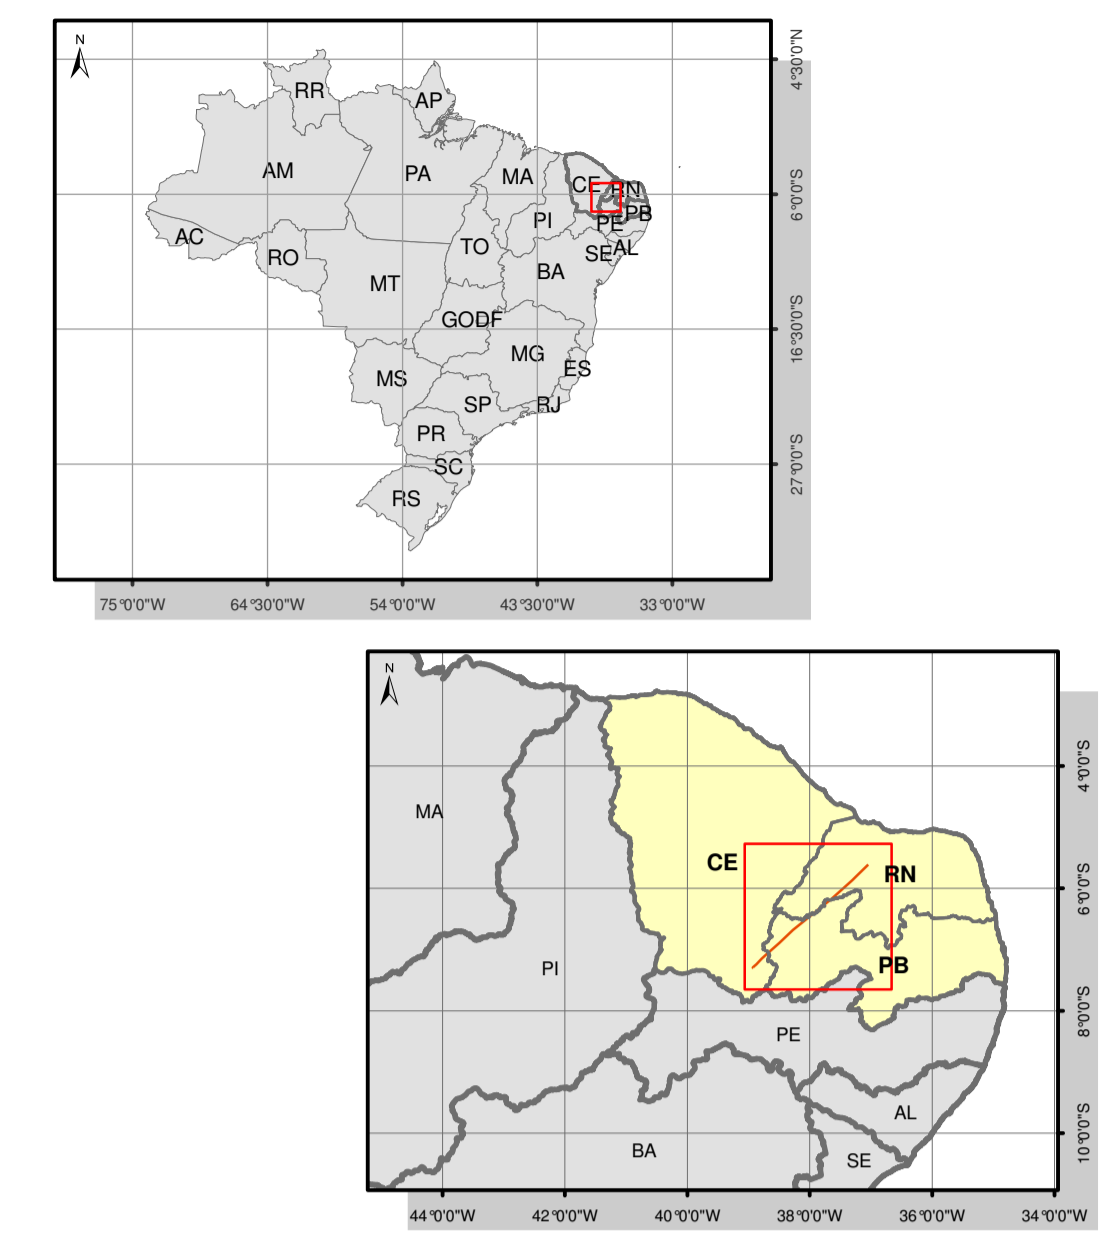 N
RR
AP
AM
PA
MA
CE
RN
PI
PB
PE
AC
TO
SE
AL
RO
BA
MT
GO
DF
MG
ES
MS
SP
RJ
PR
SC
RS
4°30'0"N
6°0'0"S
16°30'0"S
27°0'0"S
75°0'0"W 64°30'0"W 54°0'0"W 43°30'0"W 33°0'0"W
N
MA
CE
RN
PI
PB
PE
AL
BA
SE
4°0'0"S
6°0'0"S
8°0'0"S
10°0'0"S
44°0'0"W 42°0'0"W 40°0'0"W 38°0'0"W 36°0'0"W 34°0'0"W